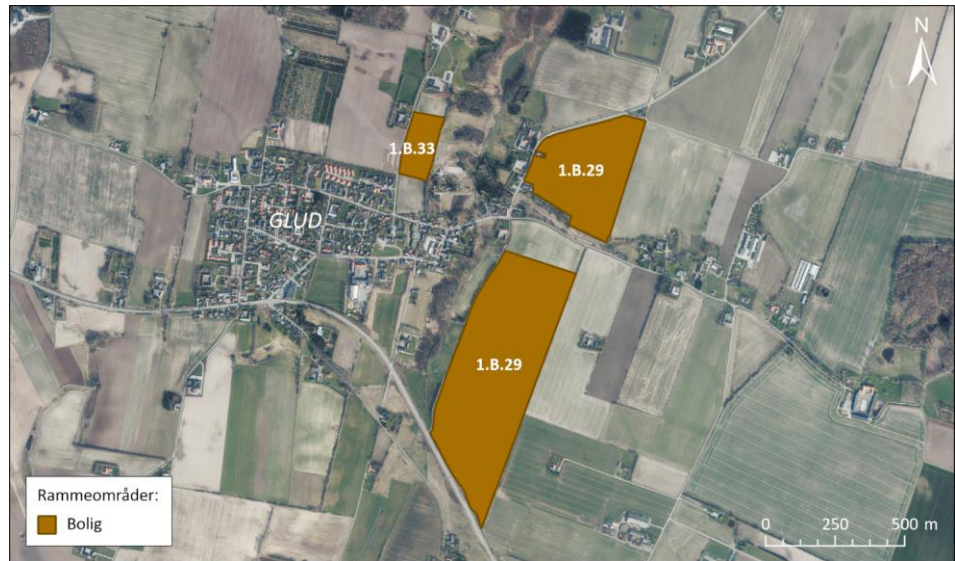 N
1.B.33
1.B.29
GLUD
1.B.29
Rammeområder:
Bolig
0 250 500 m